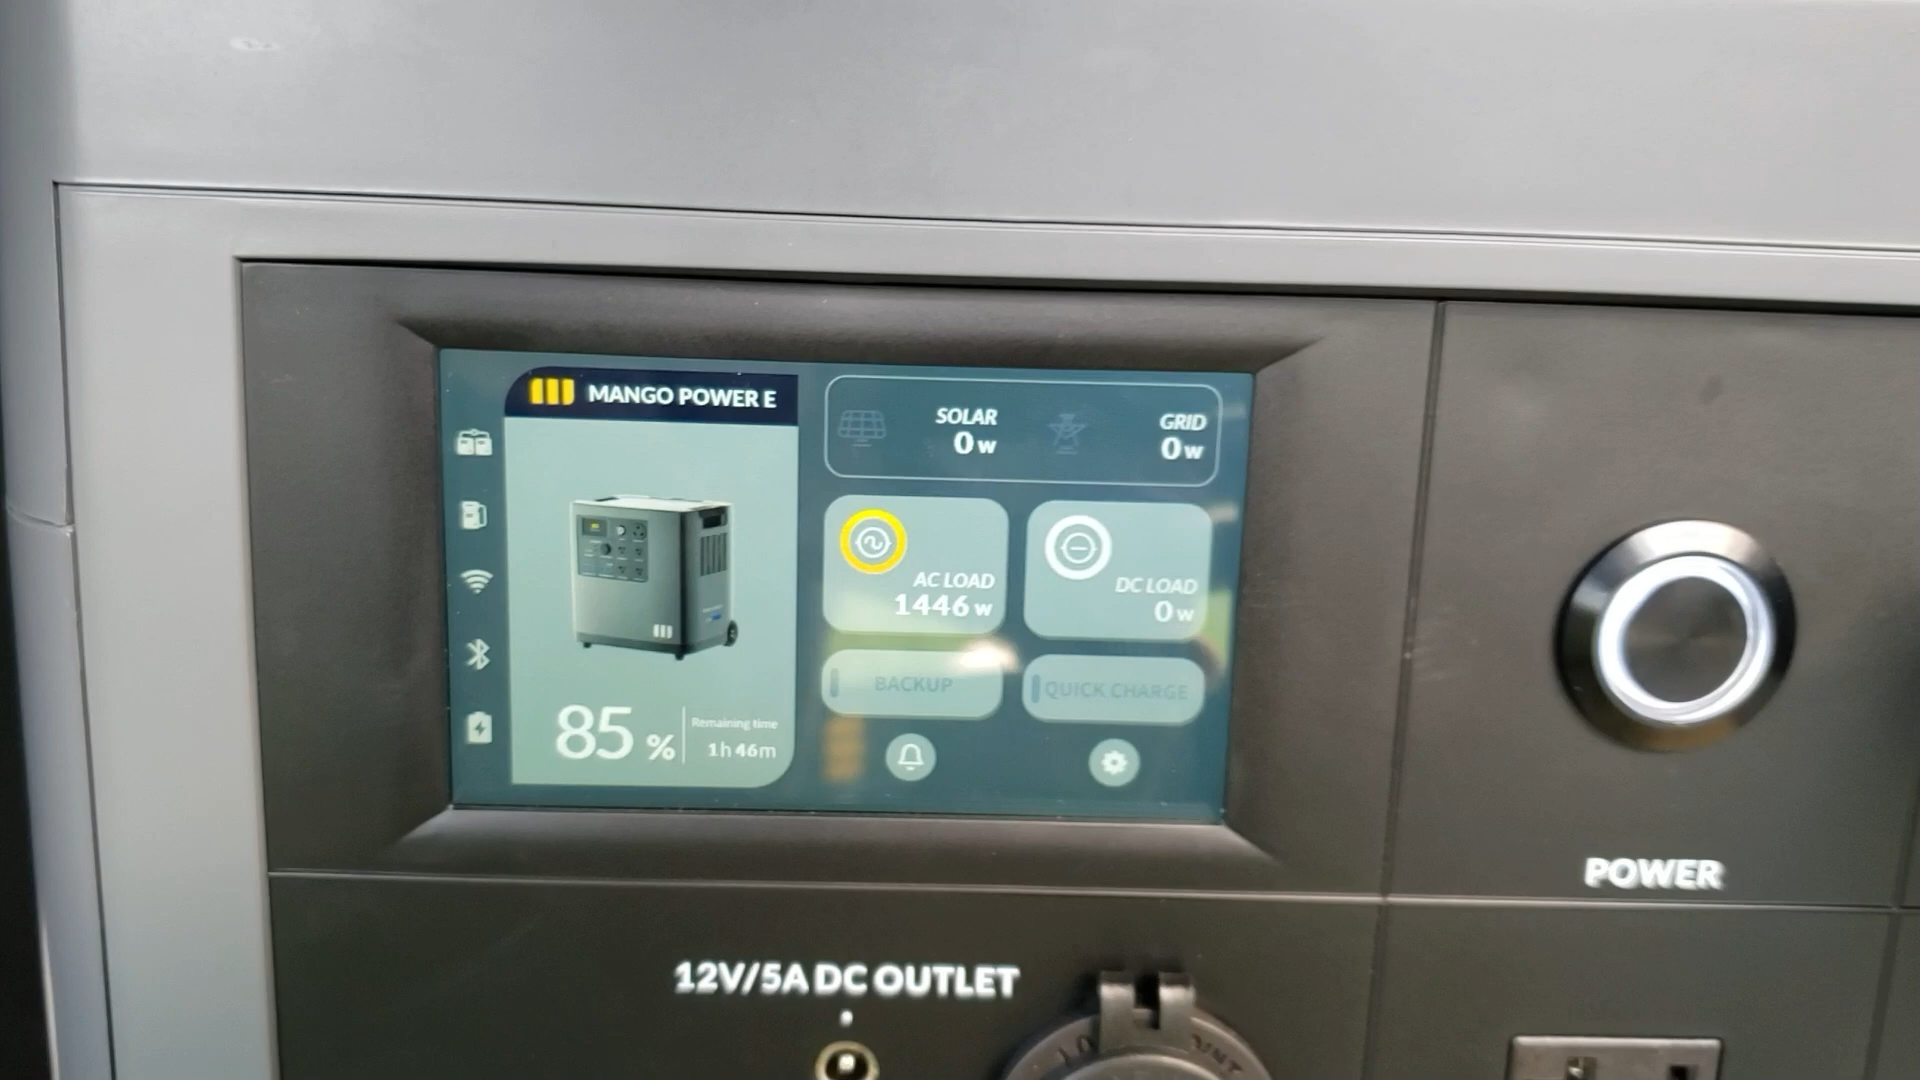 MANGO POWER E
SOLAR
0 w
GRID
0 w
AC LOAD
1446 w
DC LOAD
0 w
BACKUP
QUICK CHARGE
85 %
Remaining time
1h 46m
POWER
12V/5A DC OUTLET